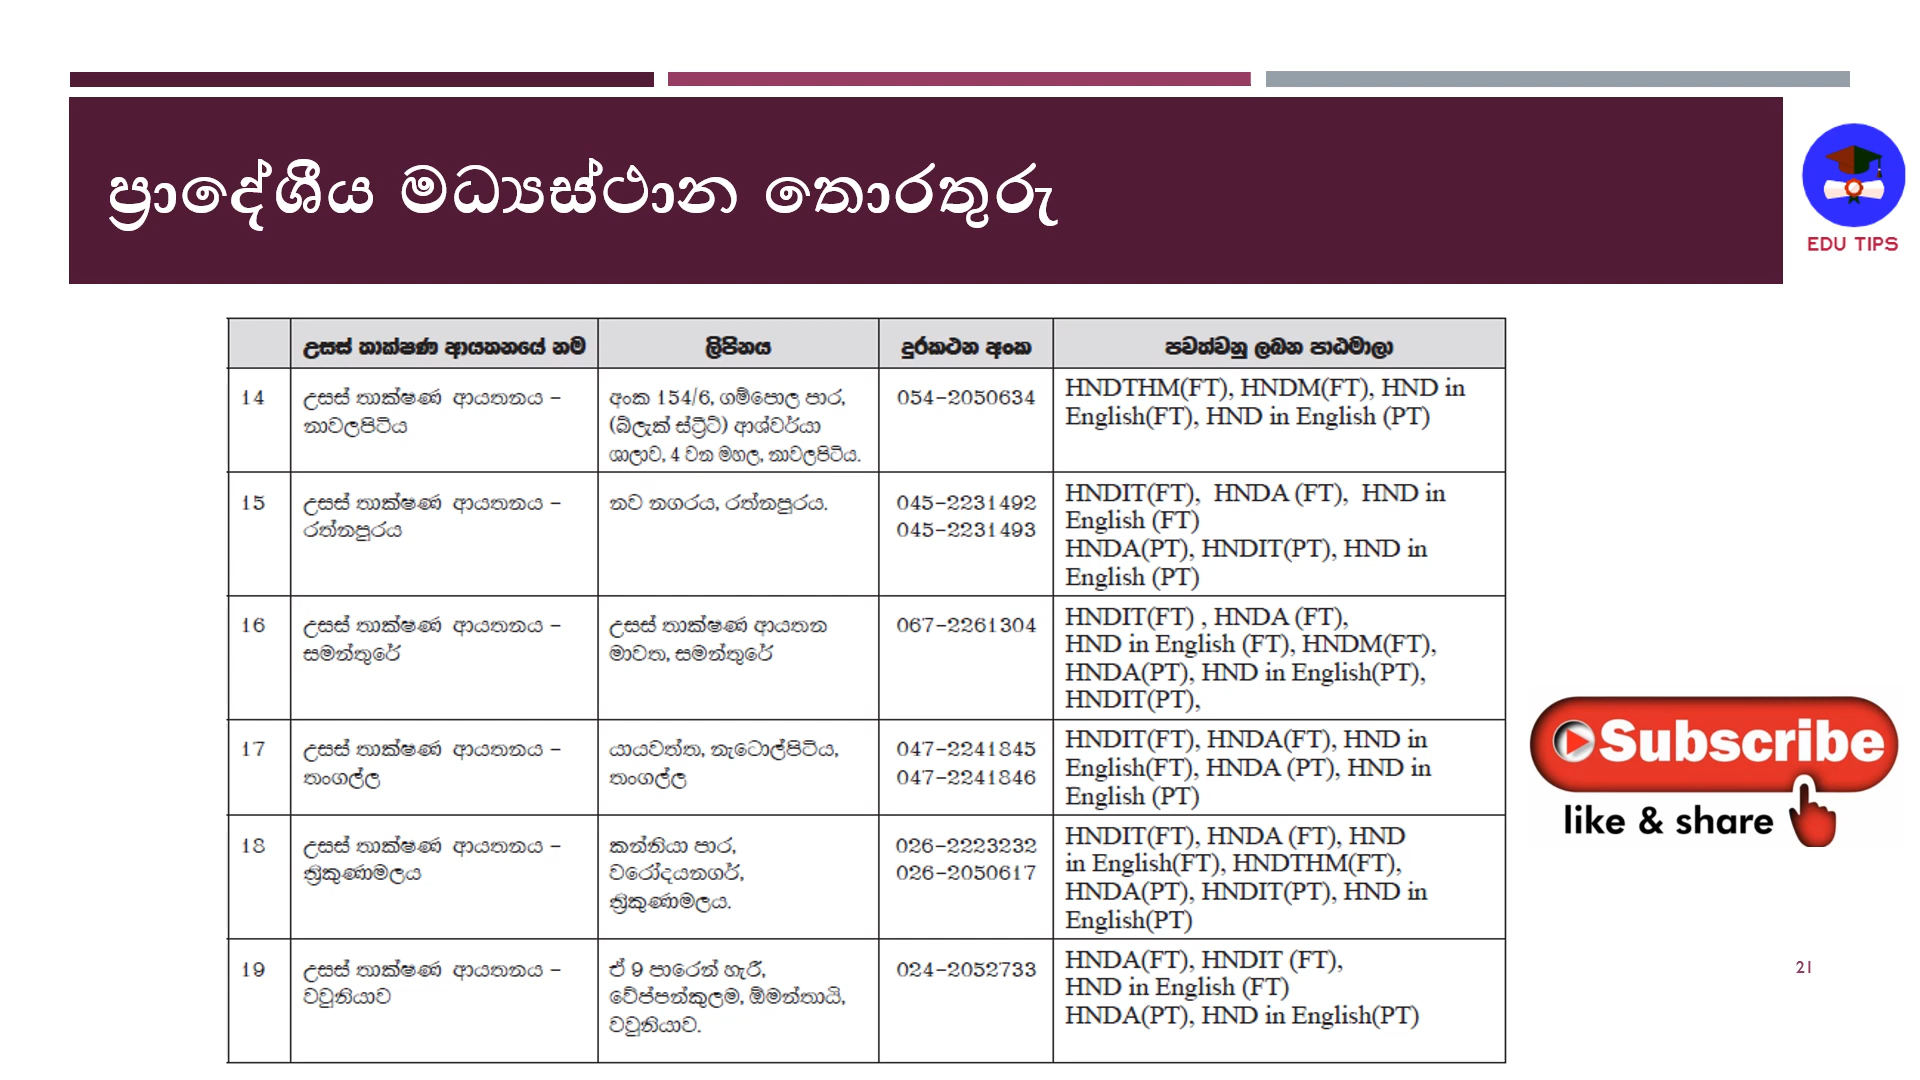 ප්‍රාදේශීය මධ්‍යස්ථාන තොරතුරු
EDU TIPS
උසස් තාක්ෂණ ආයතනයේ නම
ලිපිනය
දුරකථන අංක
පවත්වනු ලබන පාඨමාලා
14
උසස් තාක්ෂණ ආයතනය –
නාවලපිටිය
අංක 154/6, ගම්පොල පාර,
(බ්ලැක් ස්ට්‍රීට්) ආශ්චර්යා
ශාලාව, 4 වන මහල, නාවලපිටිය.
054–2050634
HNDTHM(FT), HNDM(FT), HND in
English(FT), HND in English (PT)
15
උසස් තාක්ෂණ ආයතනය –
රත්නපුරය
නව නගරය, රත්නපුරය.
045–2231492
045–2231493
HNDIT(FT), HNDA (FT), HND in
English (FT)
HNDA(PT), HNDIT(PT), HND in
English (PT)
16
උසස් තාක්ෂණ ආයතනය –
සමන්තුරේ
උසස් තාක්ෂණ ආයතන
මාවත, සමන්තුරේ
067–2261304
HNDIT(FT) , HNDA (FT),
HND in English (FT), HNDM(FT),
HNDA(PT), HND in English(PT),
HNDIT(PT),
17
උසස් තාක්ෂණ ආයතනය –
තංගල්ල
යායවත්ත, නැටොල්පිටිය,
තංගල්ල
047–2241845
047–2241846
HNDIT(FT), HNDA(FT), HND in
English(FT), HNDA (PT), HND in
English (PT)
18
උසස් තාක්ෂණ ආයතනය –
ත්‍රිකුණාමලය
කන්නියා පාර,
වරෝදයනගර්,
ත්‍රිකුණාමලය.
026–2223232
026–2050617
HNDIT(FT), HNDA (FT), HND
in English(FT), HNDTHM(FT),
HNDA(PT), HNDIT(PT), HND in
English(PT)
19
උසස් තාක්ෂණ ආයතනය –
වවුනියාව
ඒ 9 පාරෙන් හැරී,
වේප්පන්කුලම, ඕමන්තායි,
වවුනියාව.
024–2052733
HNDA(FT), HNDIT (FT),
HND in English (FT)
HNDA(PT), HND in English(PT)
Subscribe
like & share
21